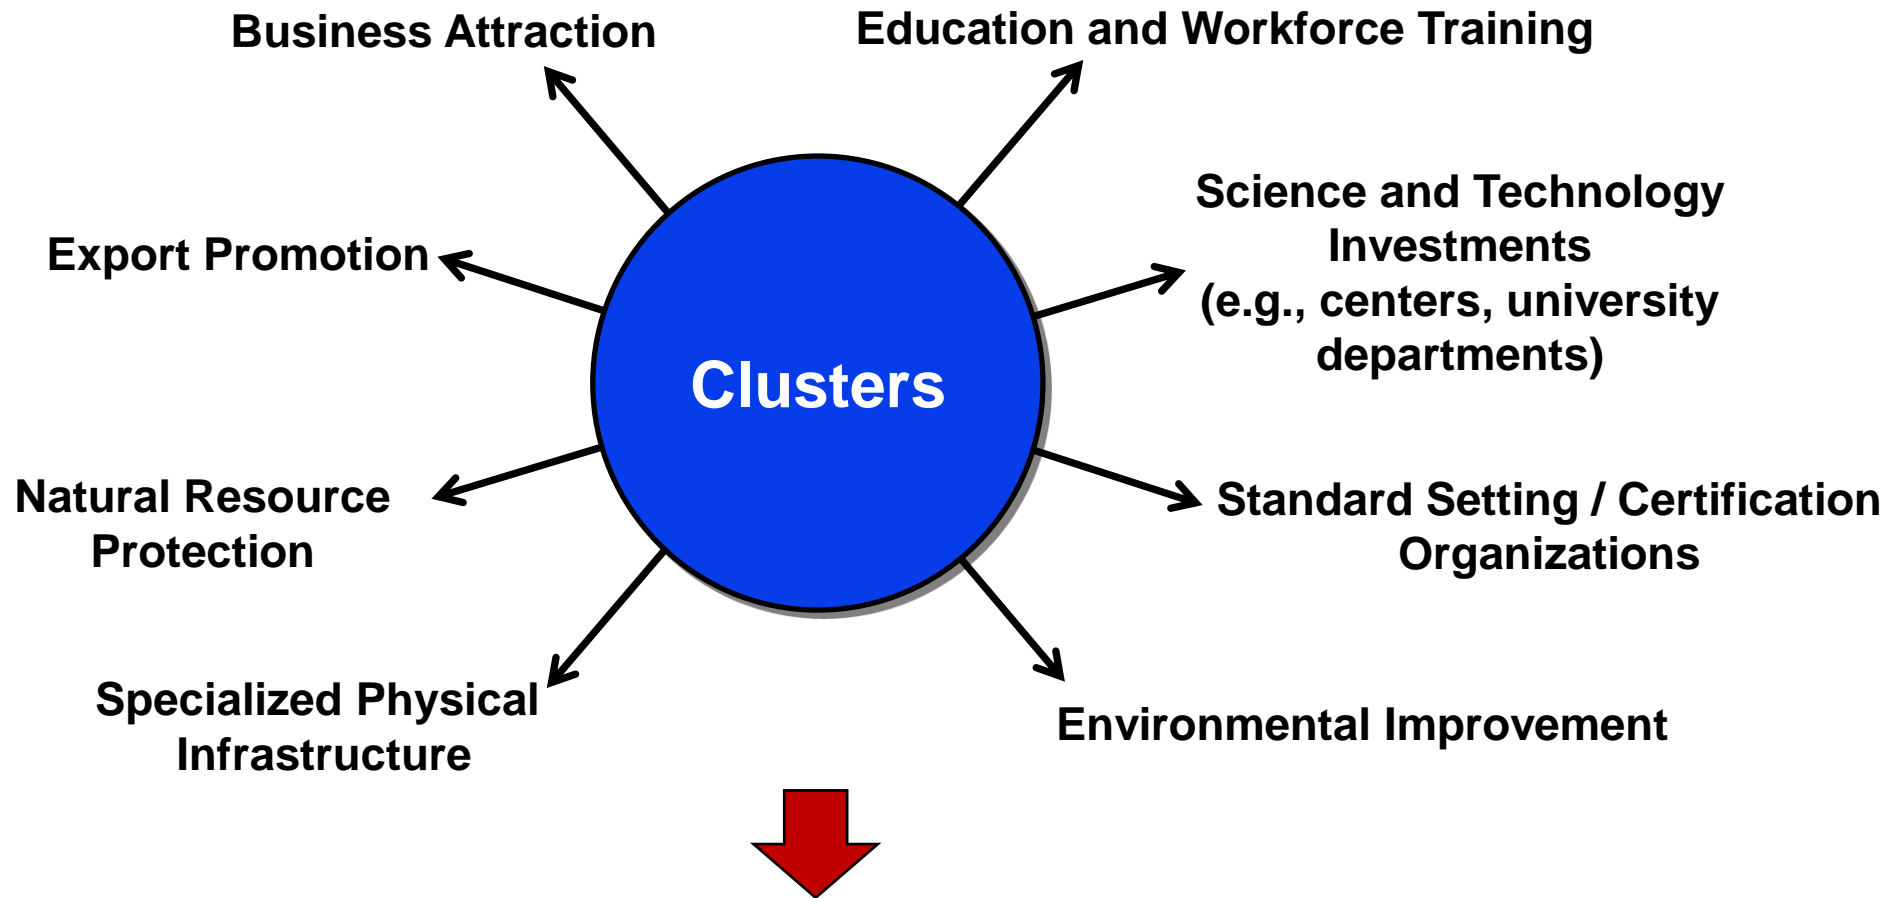 Business Attraction
Education and Workforce Training
Science and Technology
Investments
(e.g., centers, university
departments)
Export Promotion
Clusters
Natural Resource
Protection
Standard Setting / Certification
Organizations
Specialized Physical
Infrastructure
Environmental Improvement